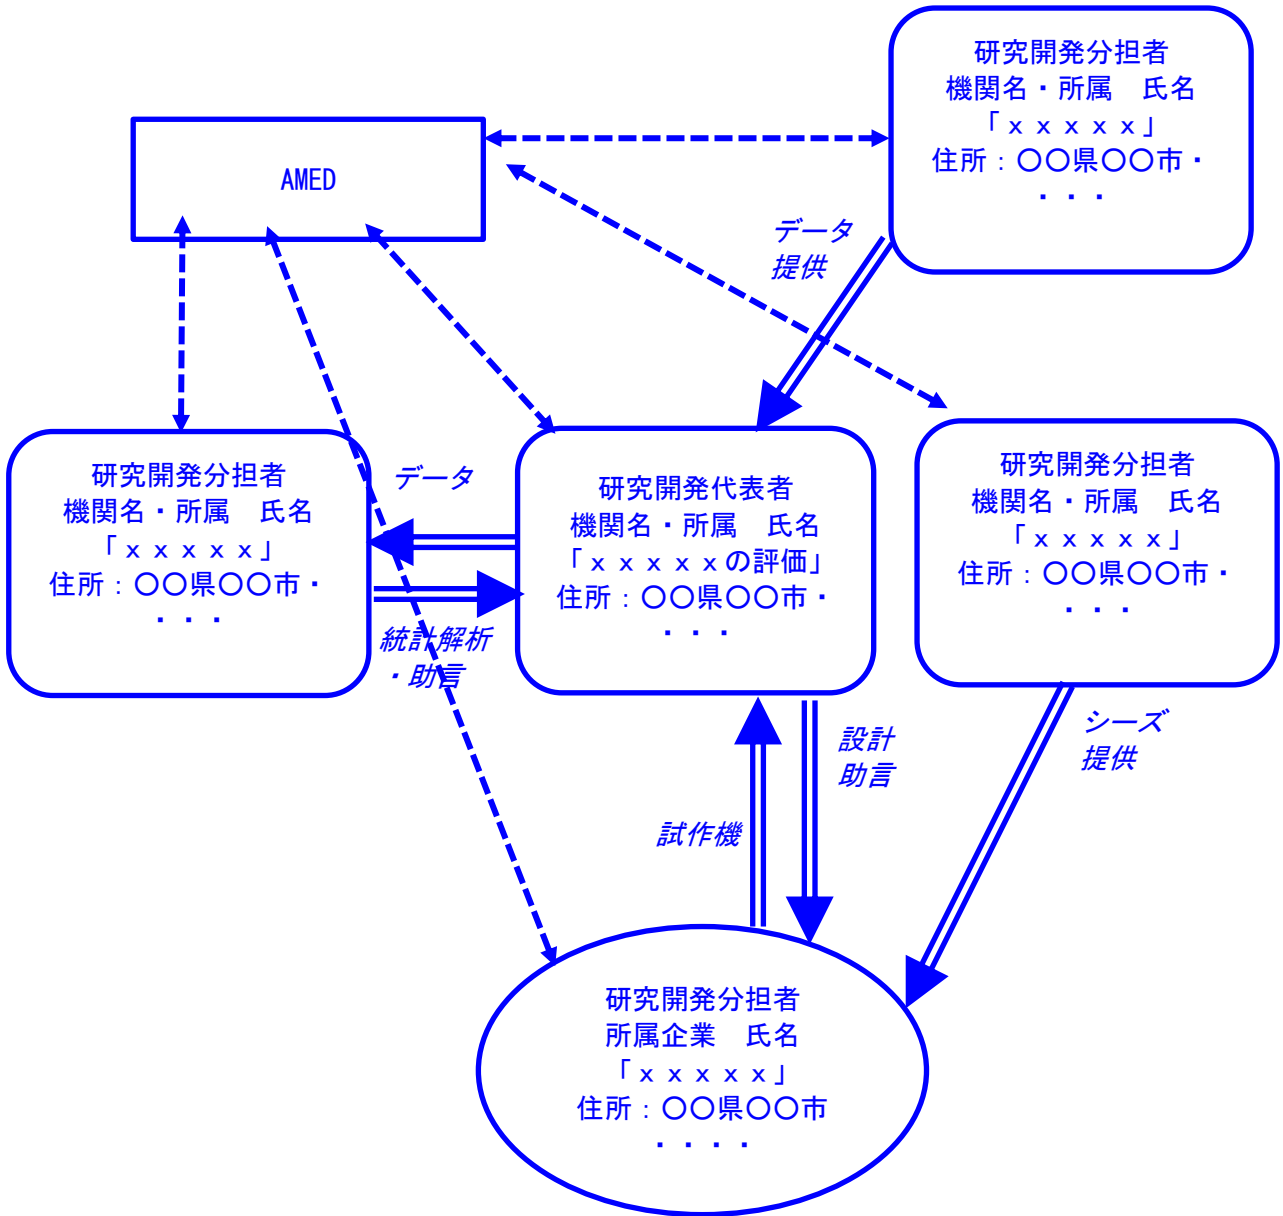 研究開発分担者
機関名・所属　氏名
「ｘｘｘｘｘ」
住所：〇〇県〇〇市・
・・・
AMED
データ
提供
研究開発分担者
機関名・所属　氏名
「ｘｘｘｘｘ」
住所：〇〇県〇〇市・
・・・
データ
統計解析
・助言
研究開発代表者
機関名・所属　氏名
「ｘｘｘｘｘの評価」
住所：〇〇県〇〇市・
・・・
研究開発分担者
機関名・所属　氏名
「ｘｘｘｘｘ」
住所：〇〇県〇〇市・
・・・
設計
助言
シーズ
提供
試作機
研究開発分担者
所属企業　氏名
「ｘｘｘｘｘ」
住所：〇〇県〇〇市
・・・・